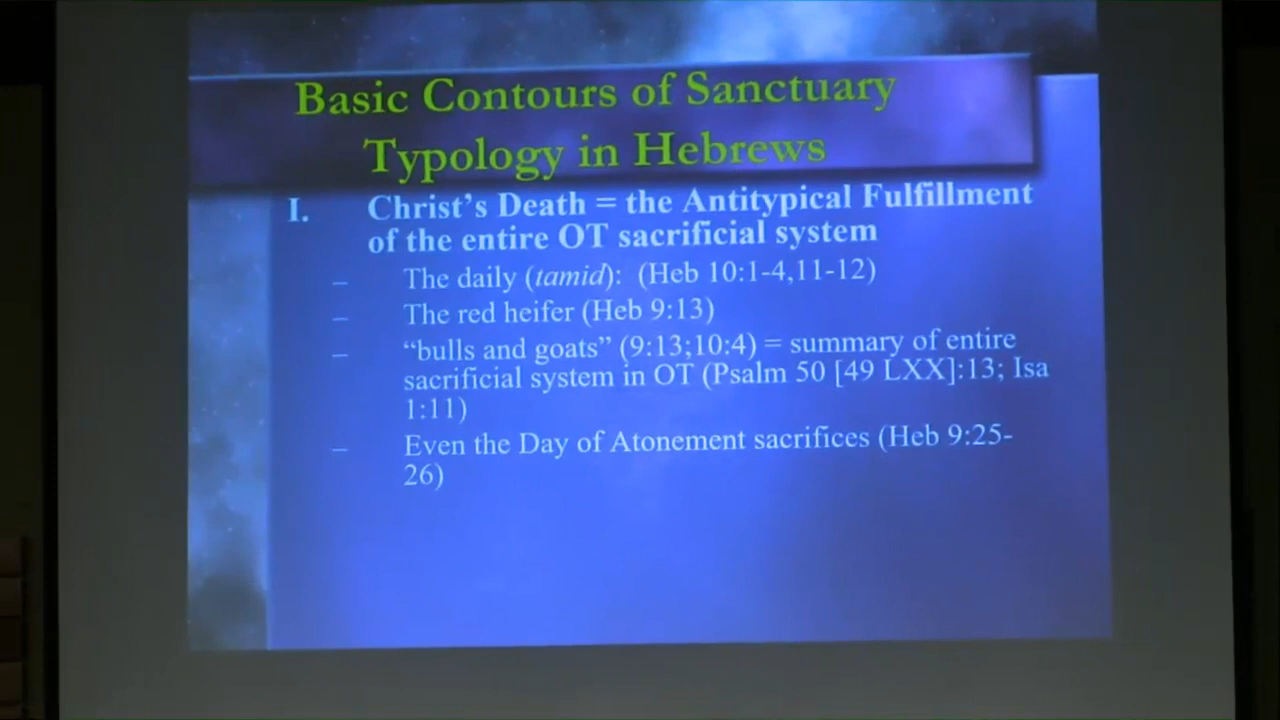 Basic Contours of Sanctuary
Typology in Hebrews
I. Christ's Death = the Antitypical Fulfillment
of the entire OT sacrificial system
– The daily (tamid): (Heb 10:1-4,11-12)
– The red heifer (Heb 9:13)
– “bulls and goats” (9:13;10:4) = summary of entire
sacrificial system in OT (Psalm 50 [49 LXX]:13; Isa
1:11)
– Even the Day of Atonement sacrifices (Heb 9:25-
26)